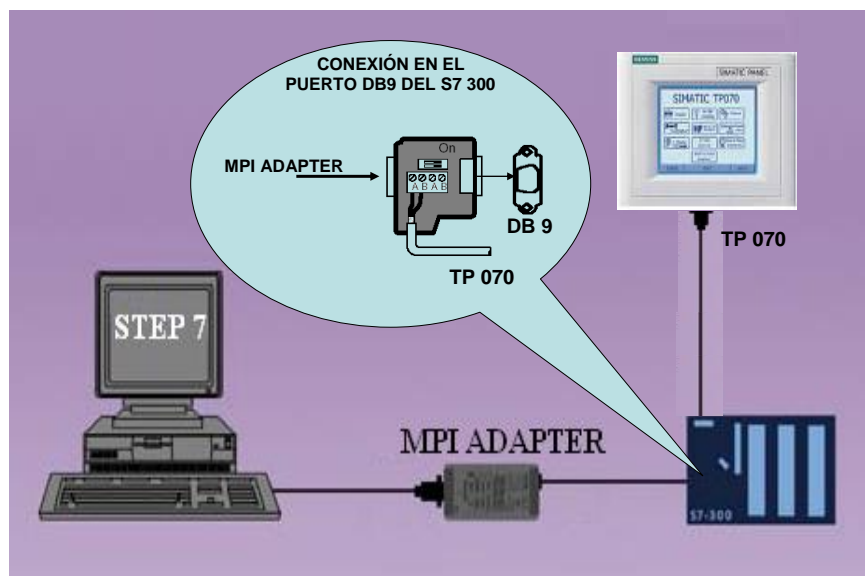 CONEXIÓN EN EL
PUERTO DB9 DEL S7 300
MPI ADAPTER
On
A B A B
DB 9
TP 070
SIEMENS
SIMATIC PANEL
SIMATIC TP070
TP 070
STEP 7
MPI ADAPTER
S7-300